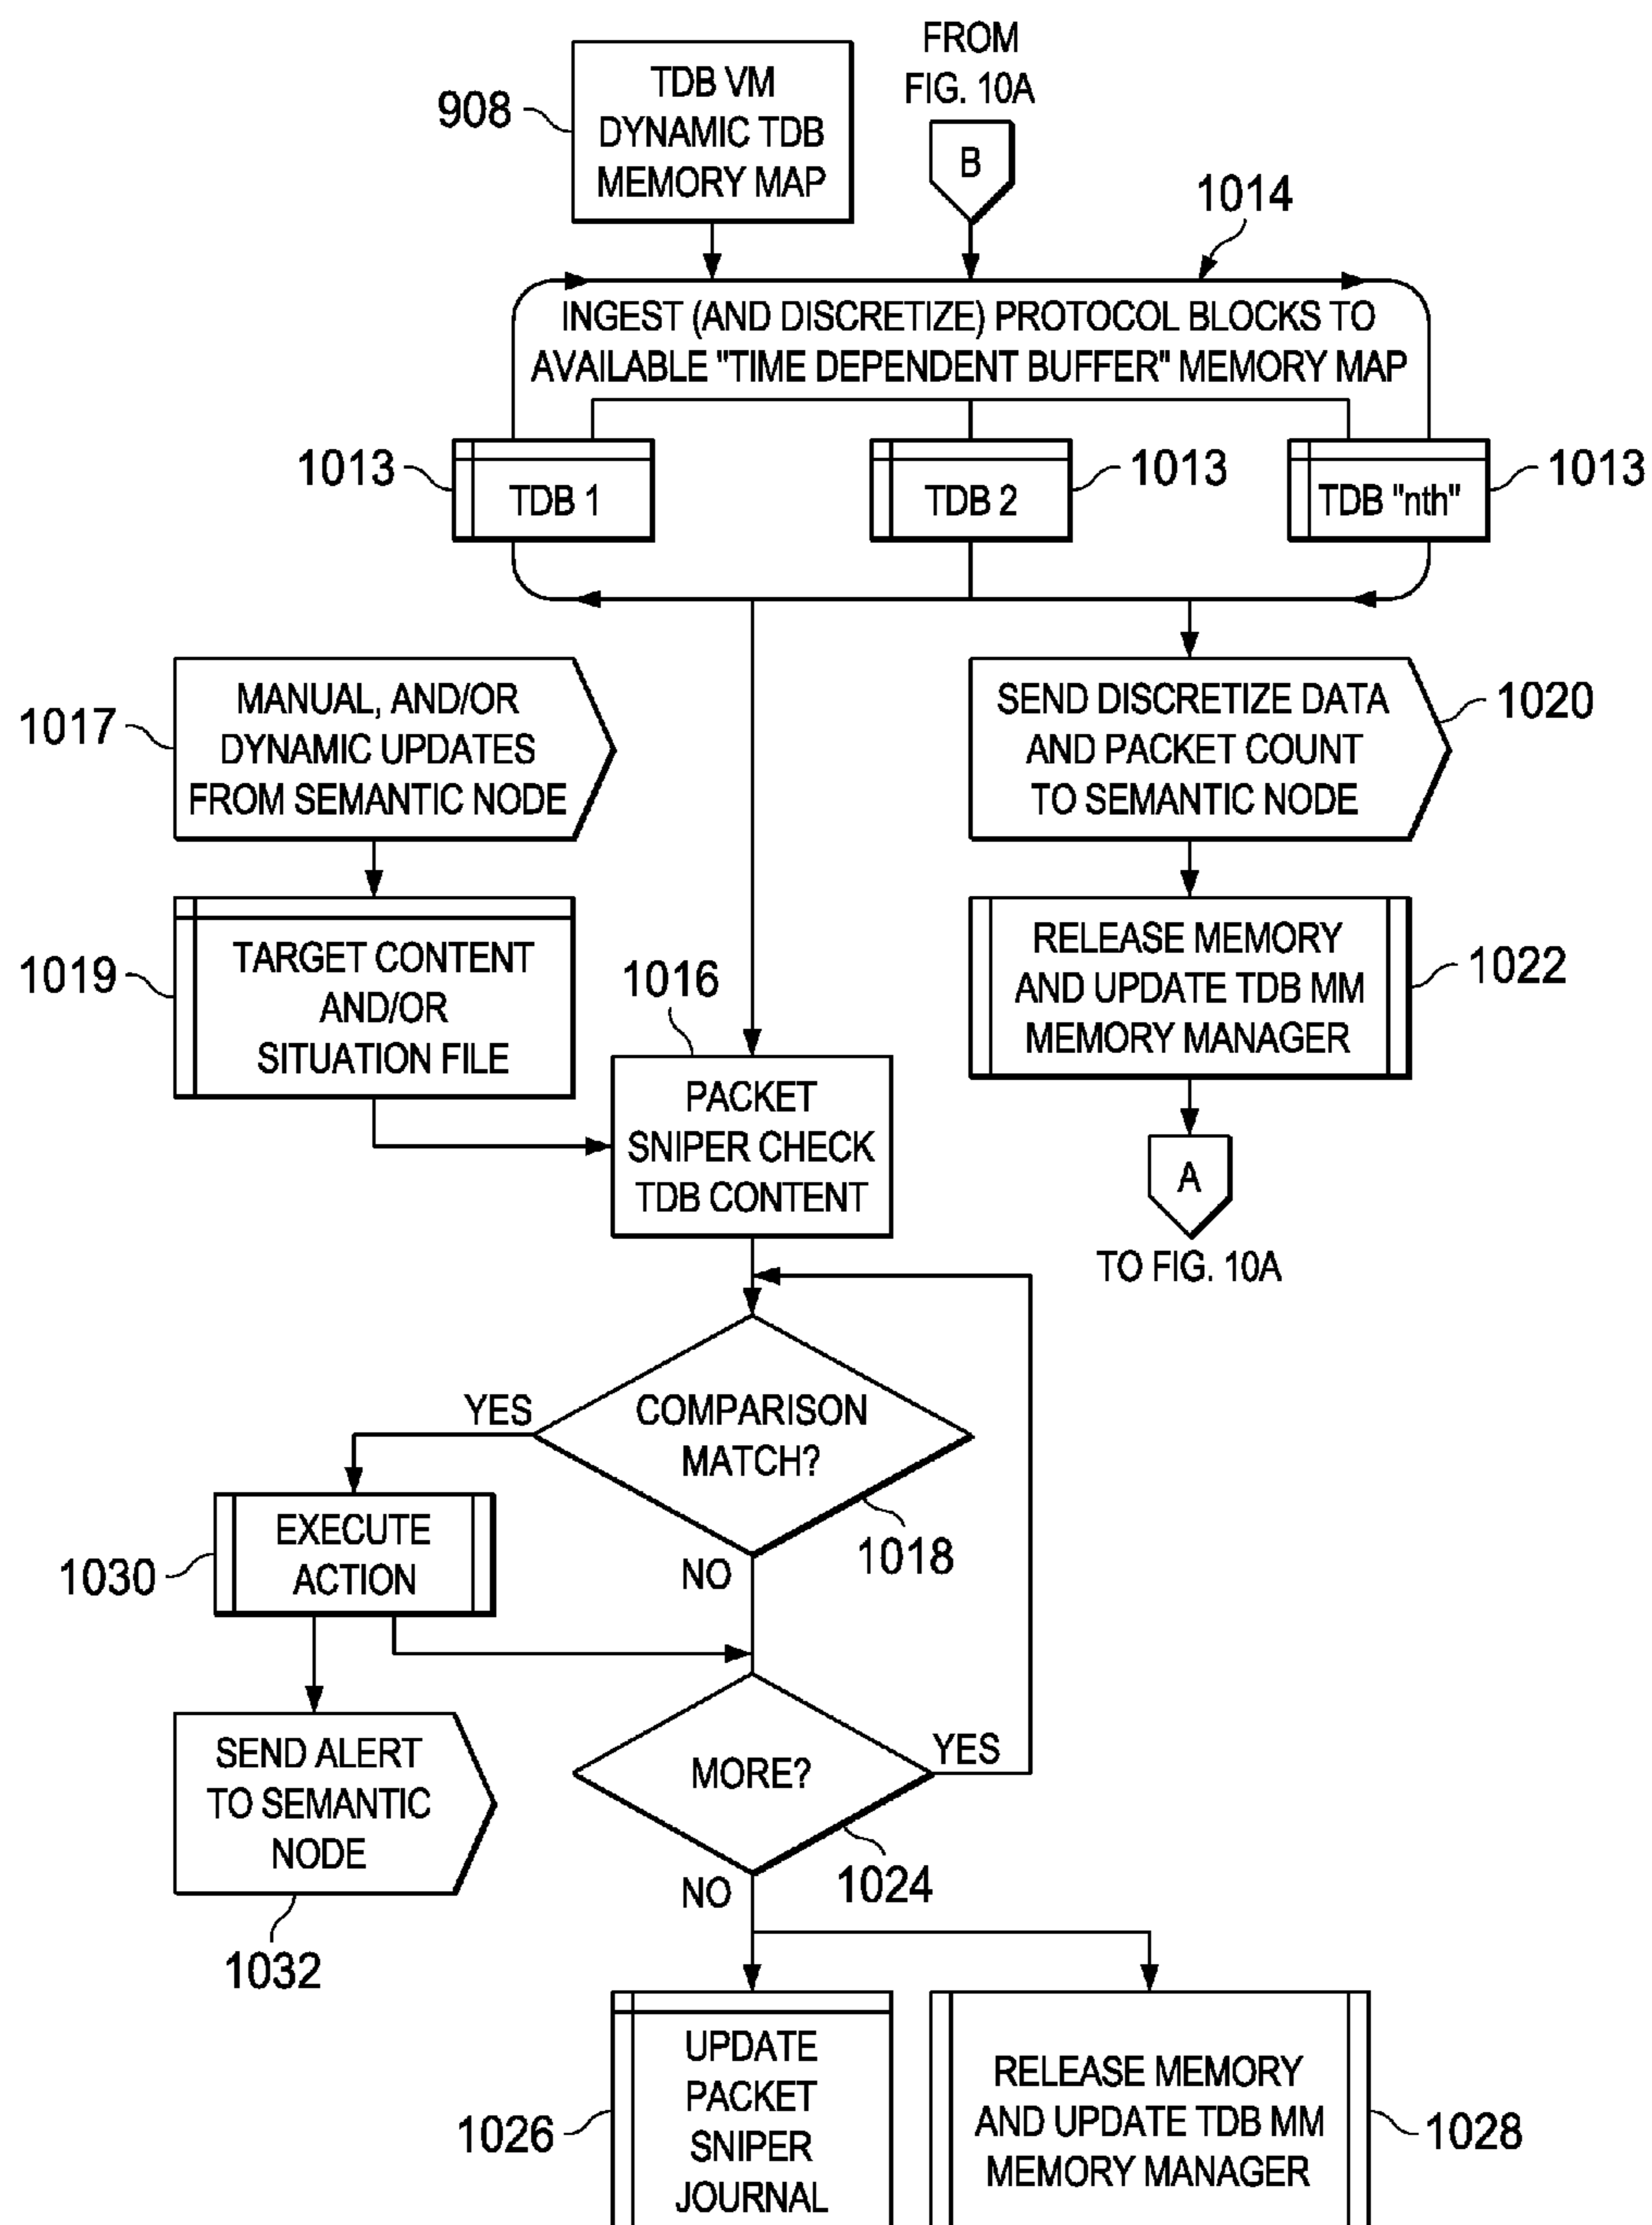 FROM
FIG. 10A
B
908
TDB VM
DYNAMIC TDB
MEMORY MAP
1014
INGEST (AND DISCRETIZE) PROTOCOL BLOCKS TO
AVAILABLE "TIME DEPENDENT BUFFER" MEMORY MAP
1013
TDB 1
TDB 2
1013
TDB "nth"
1013
1017
MANUAL, AND/OR
DYNAMIC UPDATES
FROM SEMANTIC NODE
SEND DISCRETIZE DATA
AND PACKET COUNT
TO SEMANTIC NODE
1020
1019
TARGET CONTENT
AND/OR
SITUATION FILE
RELEASE MEMORY
AND UPDATE TDB MM
MEMORY MANAGER
1022
1016
PACKET
SNIPER CHECK
TDB CONTENT
A
TO FIG. 10A
YES
COMPARISON
MATCH?
1018
NO
1030
EXECUTE
ACTION
SEND ALERT
TO SEMANTIC
NODE
1032
MORE?
YES
1024
NO
1026
UPDATE
PACKET
SNIPER
JOURNAL
RELEASE MEMORY
AND UPDATE TDB MM
MEMORY MANAGER
1028